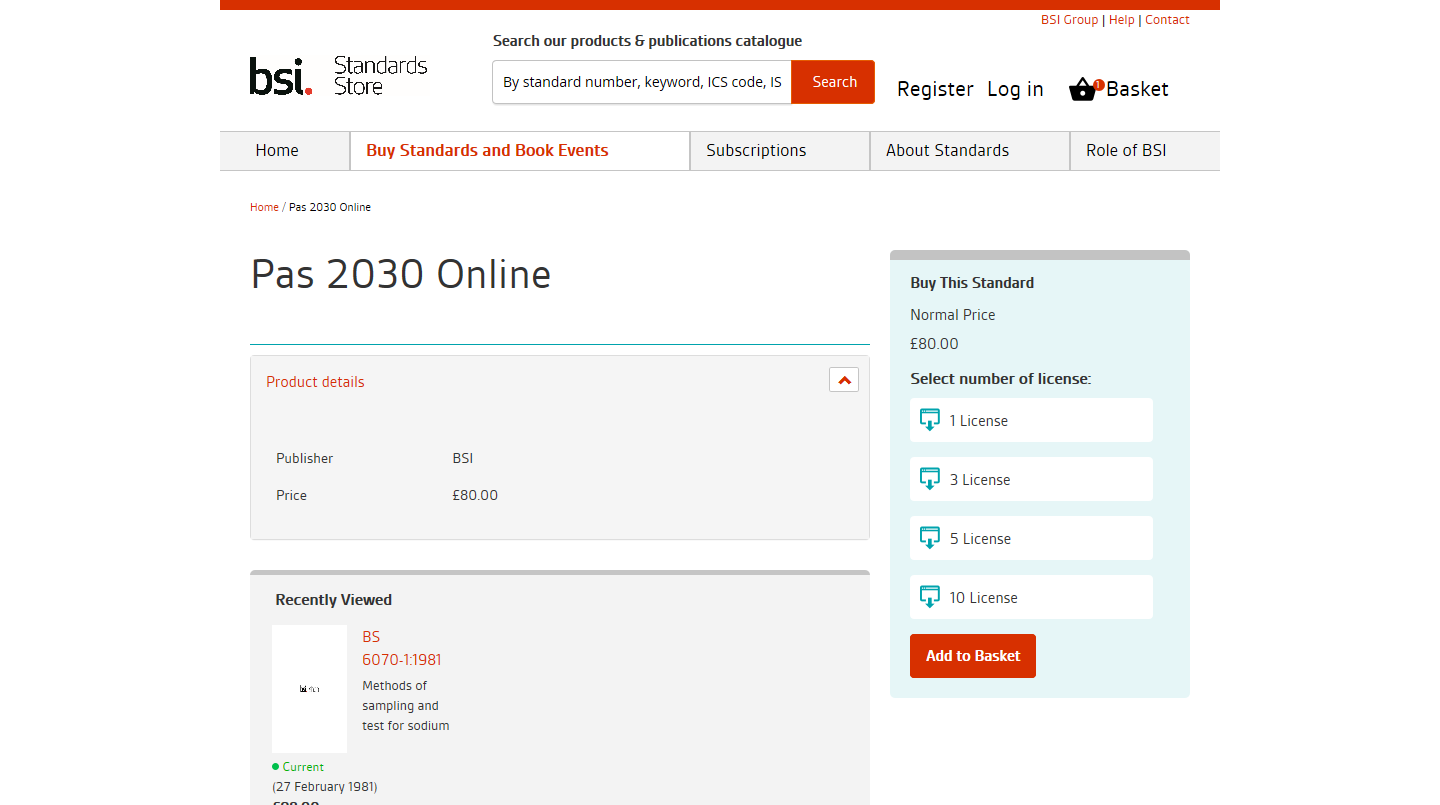 BSI Group | Help | Contact
Search our products & publications catalogue
bsi. Standards Store
By standard number, keyword, ICS code, IS
Search
Register Log in 1 Basket
Home Buy Standards and Book Events Subscriptions About Standards Role of BSI
Home / Pas 2030 Online
Pas 2030 Online
Product details
Publisher BSI
Price £80.00
Buy This Standard
Normal Price
£80.00
Select number of license:
1 License
3 License
5 License
10 License
Add to Basket
Recently Viewed
BS
6070-1:1981
Methods of
sampling and
test for sodium
Current
(27 February 1981)